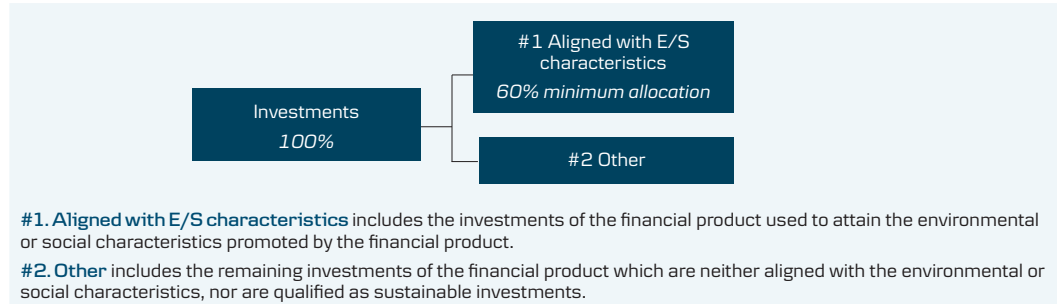 #1 Aligned with E/S
characteristics
60% minimum allocation
Investments
100%
#2 Other
#1. Aligned with E/S characteristics includes the investments of the financial product used to attain the environmental
or social characteristics promoted by the financial product.
#2. Other includes the remaining investments of the financial product which are neither aligned with the environmental or
social characteristics, nor are qualified as sustainable investments.